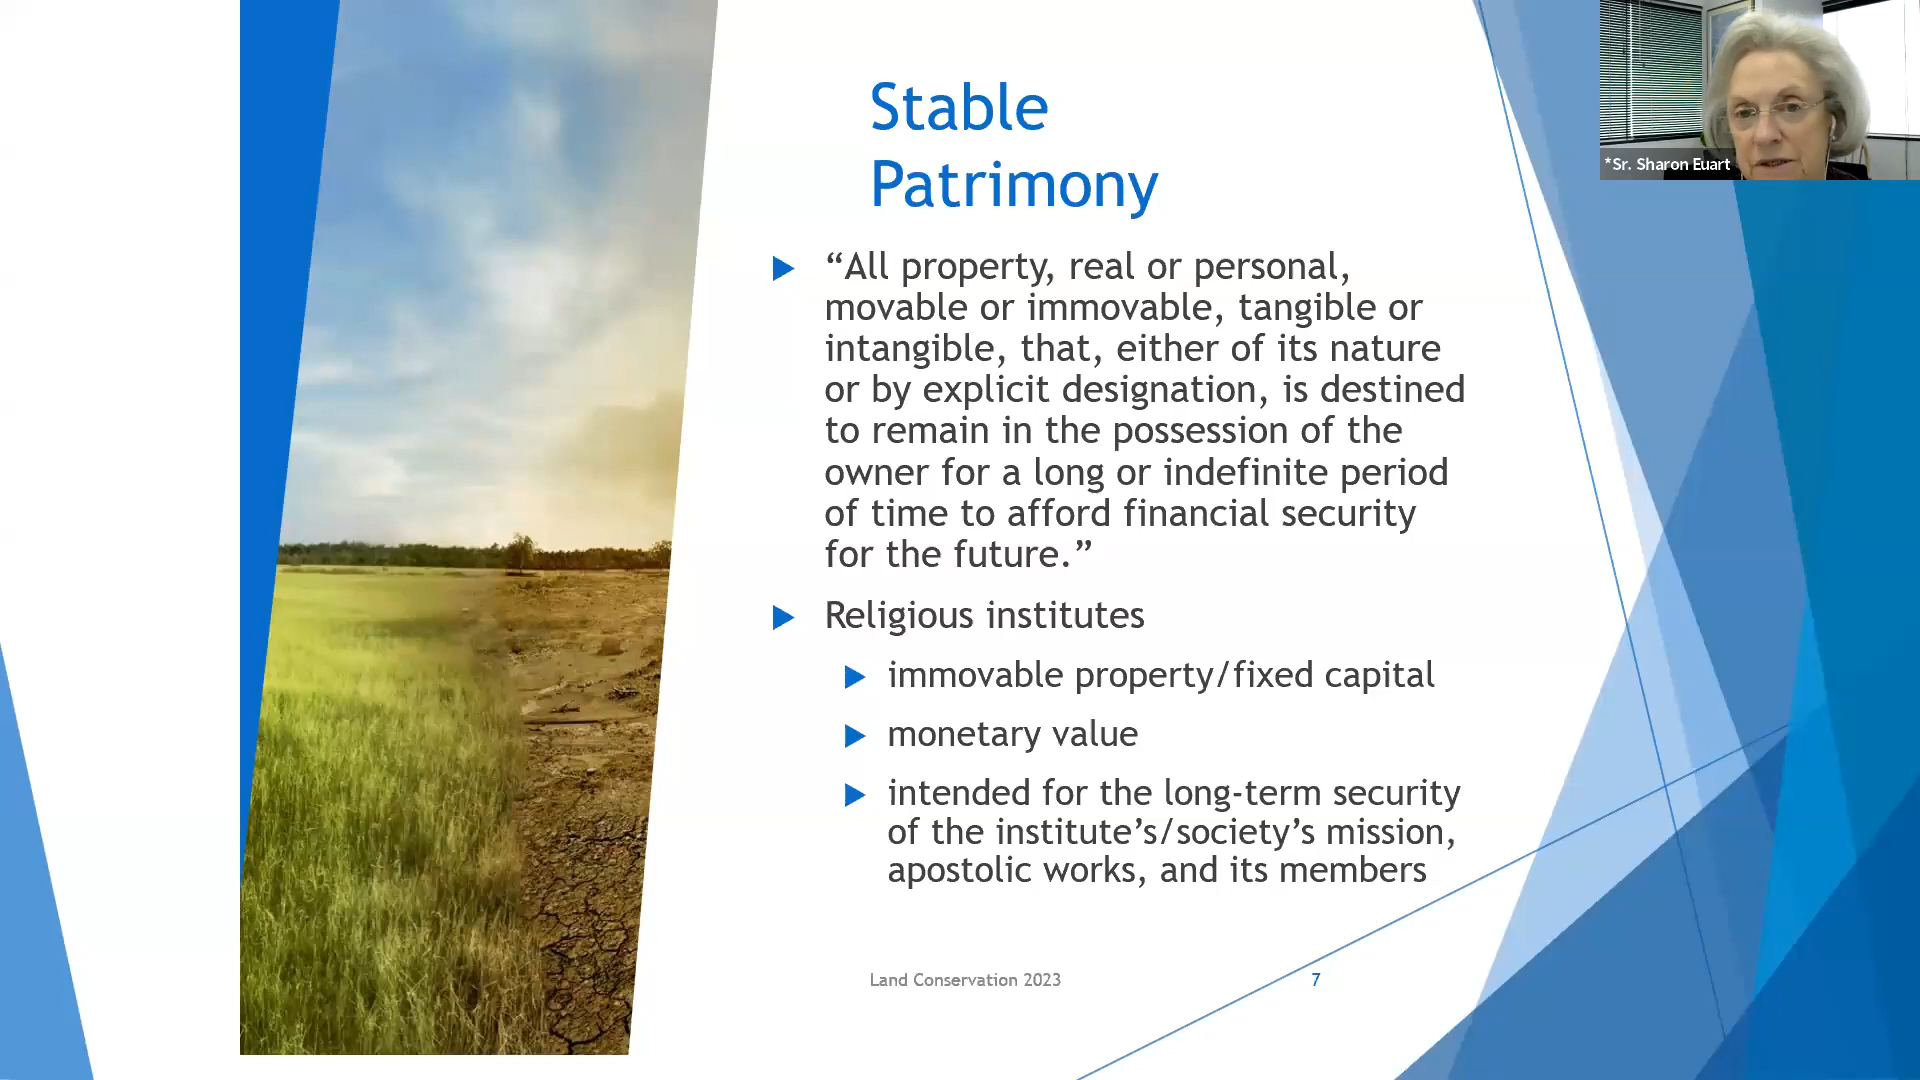 Stable
Patrimony
“All property, real or personal,
movable or immovable, tangible or
intangible, that, either of its nature
or by explicit designation, is destined
to remain in the possession of the
owner for a long or indefinite period
of time to afford financial security
for the future.”
Religious institutes
immovable property/fixed capital
monetary value
intended for the long-term security
of the institute’s/society’s mission,
apostolic works, and its members
Land Conservation 2023
7
*Sr. Sharon Euart